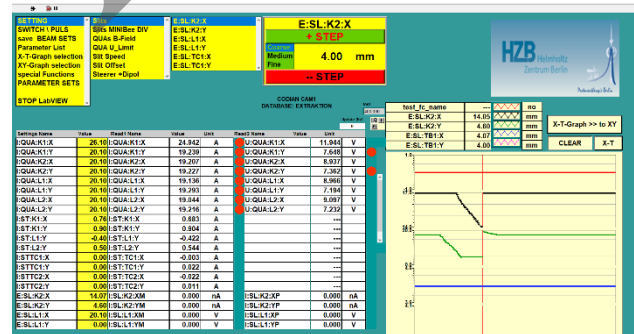 SETTING
SWITCH \ PULS
save BEAM SETS
Parameter List
X-T-Graph selection
XY-Graph selection
special Functions
PARAMETER SETS
STOP LabVIEW
Slits
Slits MINIBee DIV
QUAs B-Field
QUA U_Limit
Slit Speed
Slit Offset
Steerer +Dipol
E:SL:K2:X
E:SL:K2:Y
E:SL:L1:X
E:SL:L1:Y
E:SL:TC1:X
E:SL:TC1:Y
E:SL:K2:X
+ STEP
Coarse
Medium
Fine
4.00 mm
-- STEP
HZB Helmholtz
Zentrum Berlin
CODIAN CAM1
DATABASE: EXTRAKTION
test_fc_name --- no
E:SL:K2:X 14.05 mm
E:SL:K2:Y 4.60 mm
E:SL:TB1:X 4.07 mm
E:SL:TB1:Y 4.00 mm
X-T-Graph >> to XY
CLEAR X-T
Settings Name Value Read1 Name Value Unit Read2 Name Value Unit
I:QUA:K1:X 20.10 I:QUA:K1:X 24.942 A U:QUA:K1:X 11.944 V
I:QUA:K1:Y 20.10 I:QUA:K1:Y 19.239 A U:QUA:K1:Y 7.648 V
I:QUA:K2:X 20.10 I:QUA:K2:X 19.207 A U:QUA:K2:X 8.937 V
I:QUA:K2:Y 20.10 I:QUA:K2:Y 19.227 A U:QUA:K2:Y 7.362 V
I:QUA:L1:X 20.10 I:QUA:L1:X 19.136 A U:QUA:L1:X 8.966 V
I:QUA:L1:Y 20.10 I:QUA:L1:Y 19.293 A U:QUA:L1:Y 7.194 V
I:QUA:L2:X 20.10 I:QUA:L2:X 19.044 A U:QUA:L2:X 9.097 V
I:QUA:L2:Y 20.10 I:QUA:L2:Y 19.216 A U:QUA:L2:Y 7.232 V
I:ST:K1:X 0.76 I:ST:K1:X 0.683 A ---
I:ST:K1:Y 0.90 I:ST:K1:Y 0.904 A ---
I:ST:L1:Y -0.40 I:ST:L1:Y -0.422 A ---
I:ST:L2:Y 0.50 I:ST:L2:Y 0.544 A ---
I:STTC1:X 0.00 I:ST:TC1:X -0.003 A ---
I:STTC1:Y 0.00 I:ST:TC1:Y 0.022 A ---
I:STTC2:X 0.00 I:ST:TC2:X -0.022 A ---
I:STTC2:Y 0.00 I:ST:TC2:Y 0.011 A ---
E:SL:K2:X 14.07 I:SL:K2:XM 0.000 nA I:SL:K2:XP 0.000 nA
E:SL:K2:Y 4.60 I:SL:K2:YM 0.000 nA I:SL:K2:YP 0.000 nA
E:SL:L1:X 20.10 I:SL:L1:XM 0.000 V I:SL:L1:XP 0.000 V
E:SL:L1:Y 0.00 I:SL:L1:YM 0.000 V I:SL:L1:YP 0.000 V